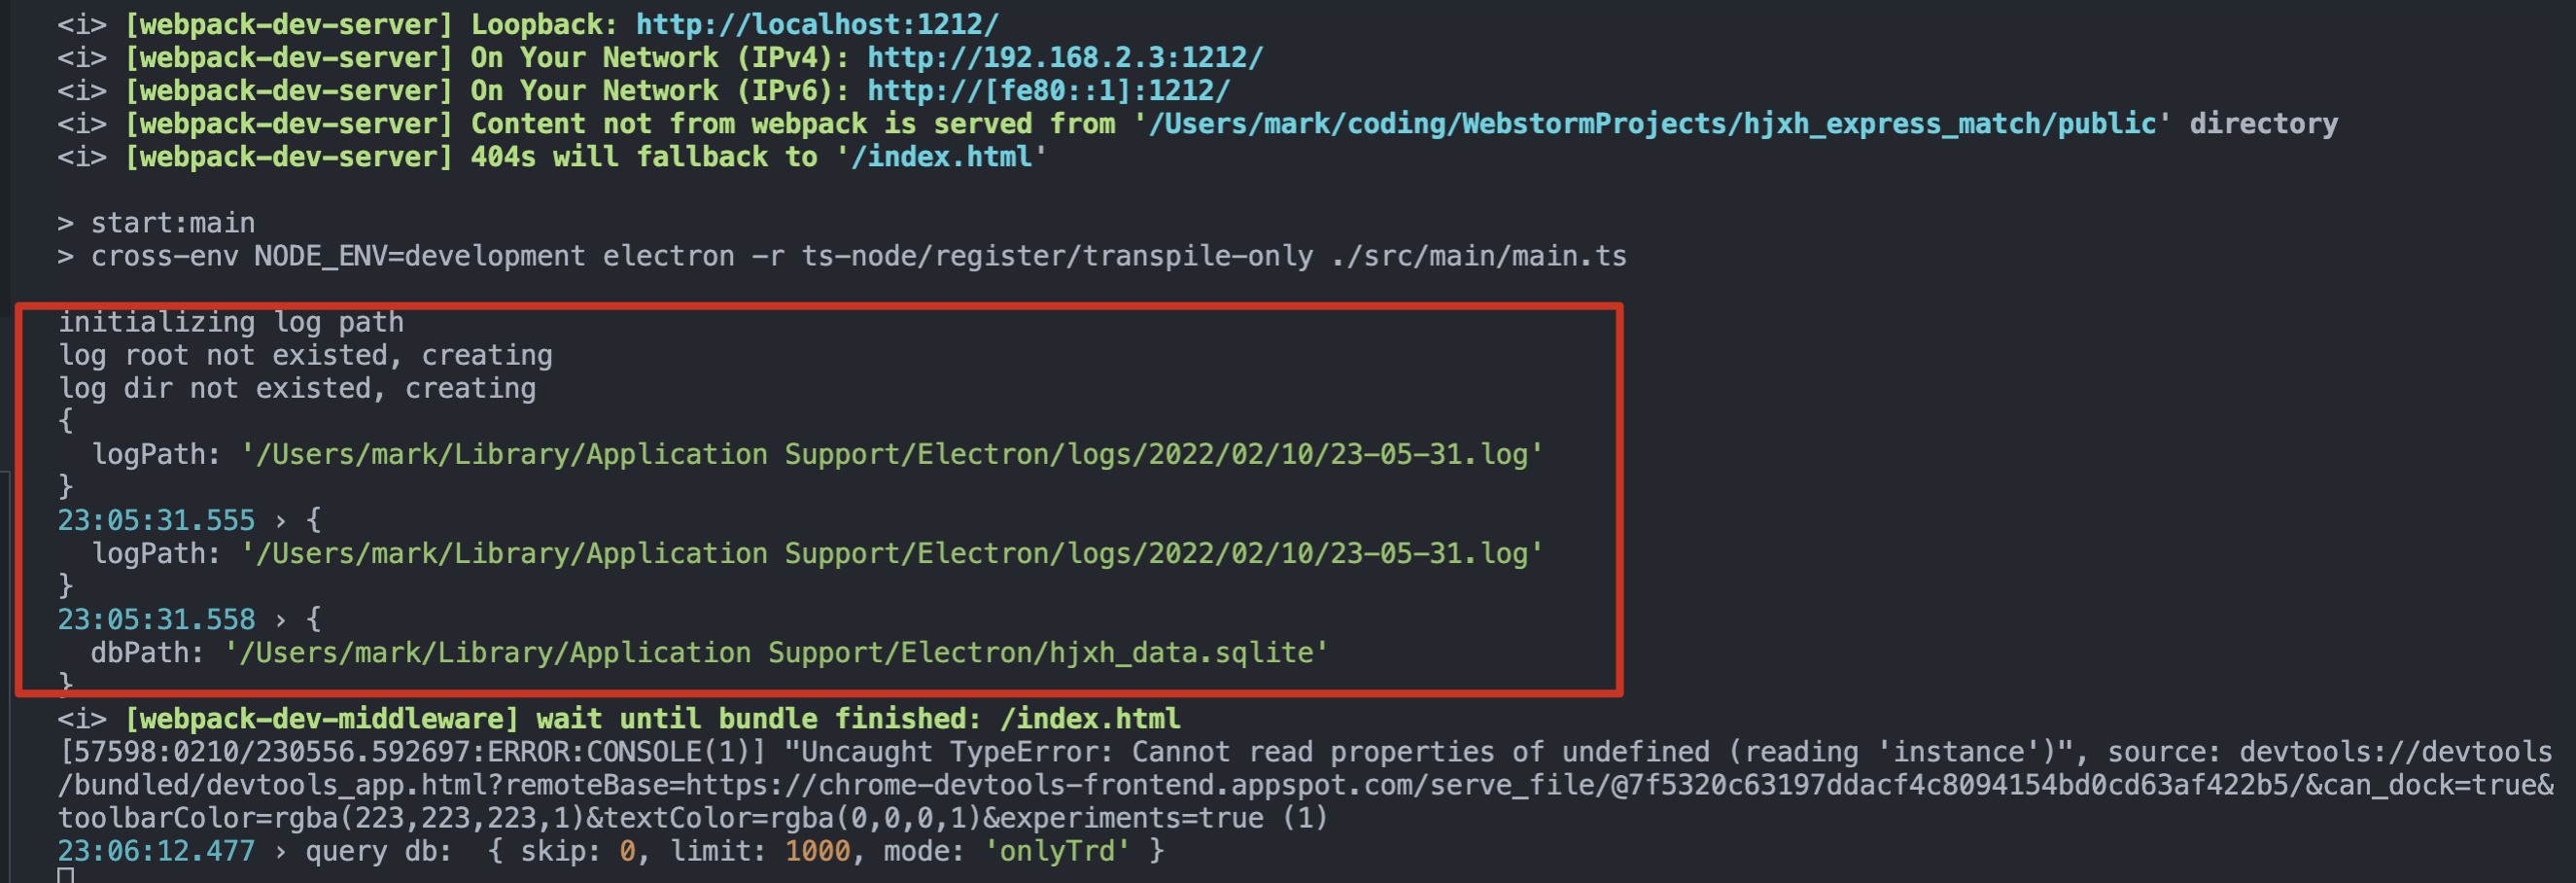 <i> [webpack-dev-server] Loopback: http://localhost:1212/
<i> [webpack-dev-server] On Your Network (IPv4): http://192.168.2.3:1212/
<i> [webpack-dev-server] On Your Network (IPv6): http://[fe80::1]:1212/
<i> [webpack-dev-server] Content not from webpack is served from '/Users/mark/coding/WebstormProjects/hjxh_express_match/public' directory
<i> [webpack-dev-server] 404s will fallback to '/index.html'
> start:main
> cross-env NODE_ENV=development electron -r ts-node/register/transpile-only ./src/main/main.ts
initializing log path
log root not existed, creating
log dir not existed, creating
{
  logPath: '/Users/mark/Library/Application Support/Electron/logs/2022/02/10/23-05-31.log'
}
23:05:31.555 › {
  logPath: '/Users/mark/Library/Application Support/Electron/logs/2022/02/10/23-05-31.log'
}
23:05:31.558 › {
  dbPath: '/Users/mark/Library/Application Support/Electron/hjxh_data.sqlite'
}
<i> [webpack-dev-middleware] wait until bundle finished: /index.html
[57598:0210/230556.592697:ERROR:CONSOLE(1)] "Uncaught TypeError: Cannot read properties of undefined (reading 'instance')", source: devtools://devtools
/bundled/devtools_app.html?remoteBase=https://chrome-devtools-frontend.appspot.com/serve_file/@7f5320c63197ddacf4c8094154bd0cd63af422b5/&can_dock=true&
toolbarColor=rgba(223,223,223,1)&textColor=rgba(0,0,0,1)&experiments=true (1)
23:06:12.477 › query db:  { skip: 0, limit: 1000, mode: 'onlyTrd' }